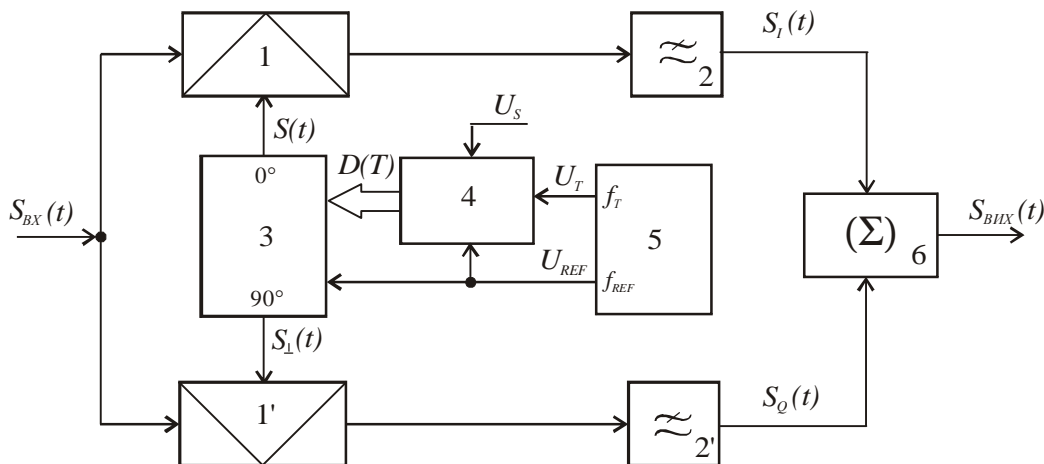 S_I(t)
1
2
U_S
S(t)
D(T)
0°
4
U_T
f_T
S_BX(t)
3
5
(Σ)
6
S_ВИХ(t)
U_REF
90°
f_REF
S_⊥(t)
1'
2'
S_Q(t)